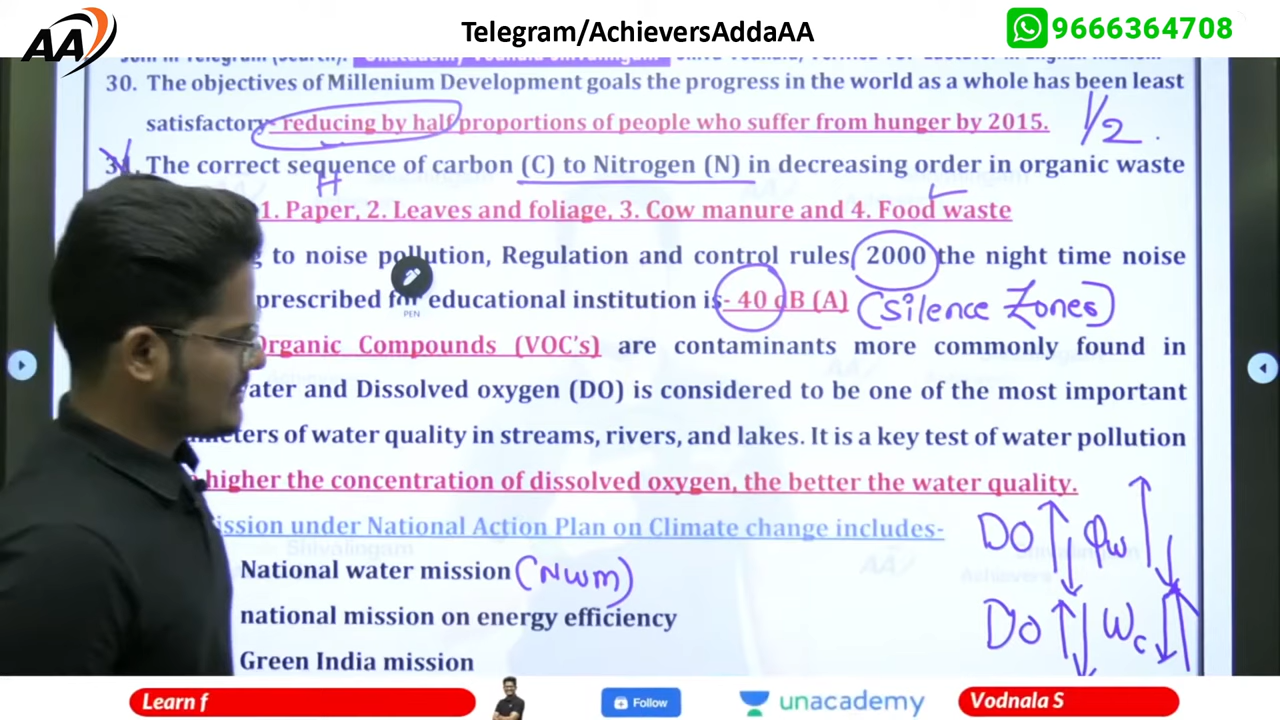 AA
Telegram/AchieversAddaAA
9666364708
30. The objectives of Millenium Development goals the progress in the world as a whole has been least
satisfactory- reducing by half proportions of people who suffer from hunger by 2015.
1/2
31. The correct sequence of carbon (C) to Nitrogen (N) in decreasing order in organic waste
H
1. Paper, 2. Leaves and foliage, 3. Cow manure and 4. Food waste
to noise pollution, Regulation and control rules 2000 the night time noise
prescribed for educational institution is- 40 dB (A) (Silence Zones)
PEN
Organic Compounds (VOC's) are contaminants more commonly found in
ater and Dissolved oxygen (DO) is considered to be one of the most important
meters of water quality in streams, rivers, and lakes. It is a key test of water pollution
higher the concentration of dissolved oxygen, the better the water quality.
ission under National Action Plan on Climate change includes-
DO ↑↓ ↑↓
National water mission (NWM)
national mission on energy efficiency
DO ↑↓ Wc ↓↑
Green India mission
Learn f
Follow
unacademy
Vodnala S